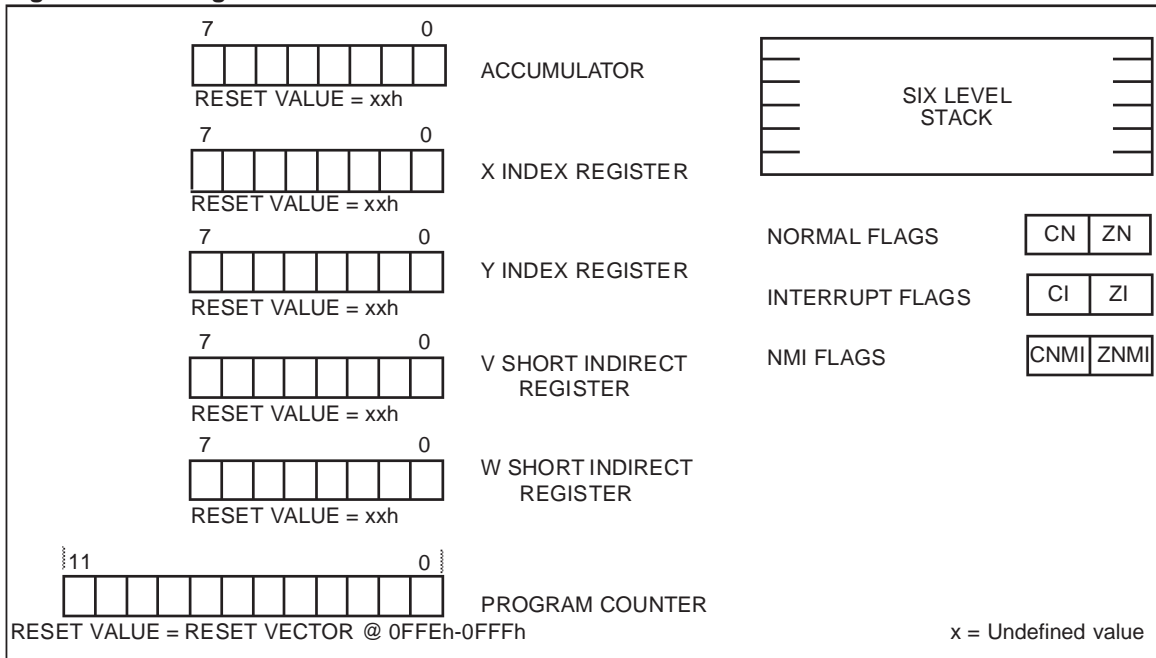 7 0
ACCUMULATOR
RESET VALUE = xxh
7 0
X INDEX REGISTER
RESET VALUE = xxh
7 0
Y INDEX REGISTER
RESET VALUE = xxh
7 0
V SHORT INDIRECT
REGISTER
RESET VALUE = xxh
7 0
W SHORT INDIRECT
REGISTER
RESET VALUE = xxh
11 0
PROGRAM COUNTER
RESET VALUE = RESET VECTOR @ 0FFEh-0FFFh
SIX LEVEL
STACK
NORMAL FLAGS CN ZN
INTERRUPT FLAGS CI ZI
NMI FLAGS CNMI ZNMI
x = Undefined value